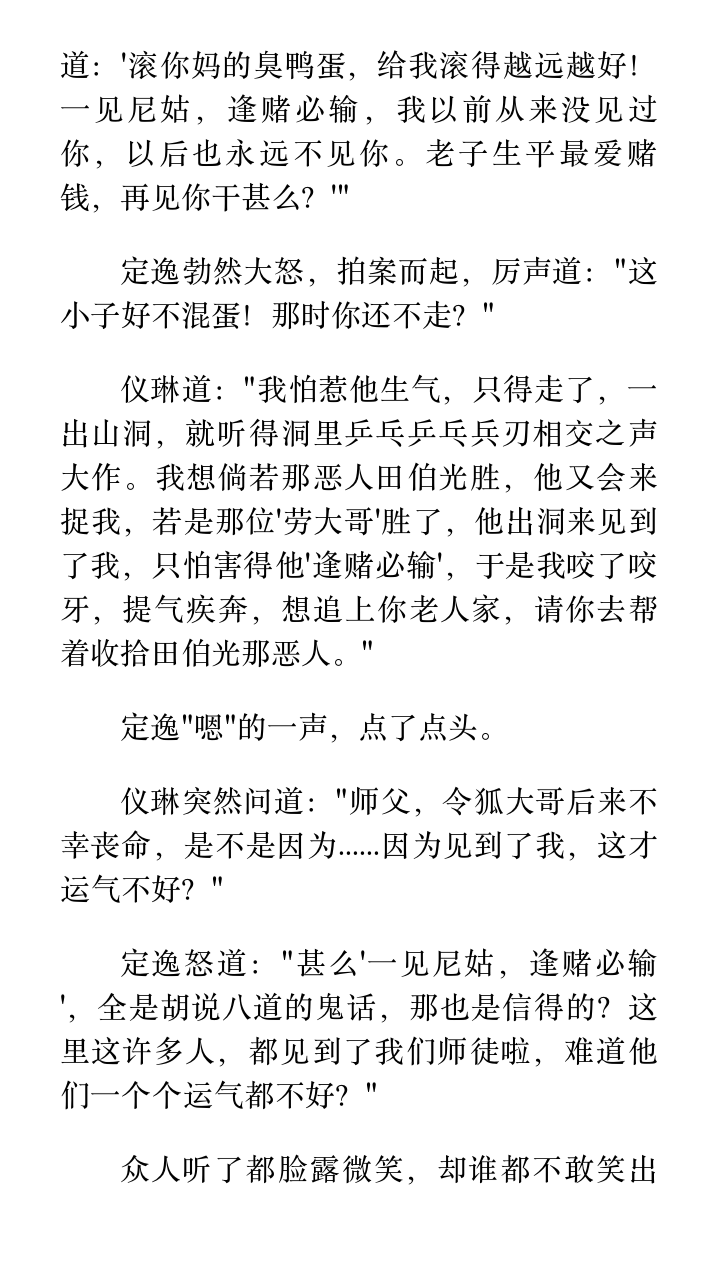 道：'滚你妈的臭鸭蛋，给我滚得越远越好！
一见尼姑，逢赌必输，我以前从来没见过
你，以后也永远不见你。老子生平最爱赌
钱，再见你干甚么？'"
定逸勃然大怒，拍案而起，厉声道："这
小子好不混蛋！那时你还不走？"
仪琳道："我怕惹他生气，只得走了，一
出山洞，就听得洞里乒乓乒乓兵刃相交之声
大作。我想倘若那恶人田伯光胜，他又会来
捉我，若是那位'劳大哥'胜了，他出洞来见到
了我，只怕害得他'逢赌必输'，于是我咬了咬
牙，提气疾奔，想追上你老人家，请你去帮
着收拾田伯光那恶人。"
定逸"嗯"的一声，点了点头。
仪琳突然问道："师父，令狐大哥后来不
幸丧命，是不是因为......因为见到了我，这才
运气不好？"
定逸怒道："甚么'一见尼姑，逢赌必输
'，全是胡说八道的鬼话，那也是信得的？这
里这许多人，都见到了我们师徒啦，难道他
们一个个运气都不好？"
众人听了都脸露微笑，却谁都不敢笑出